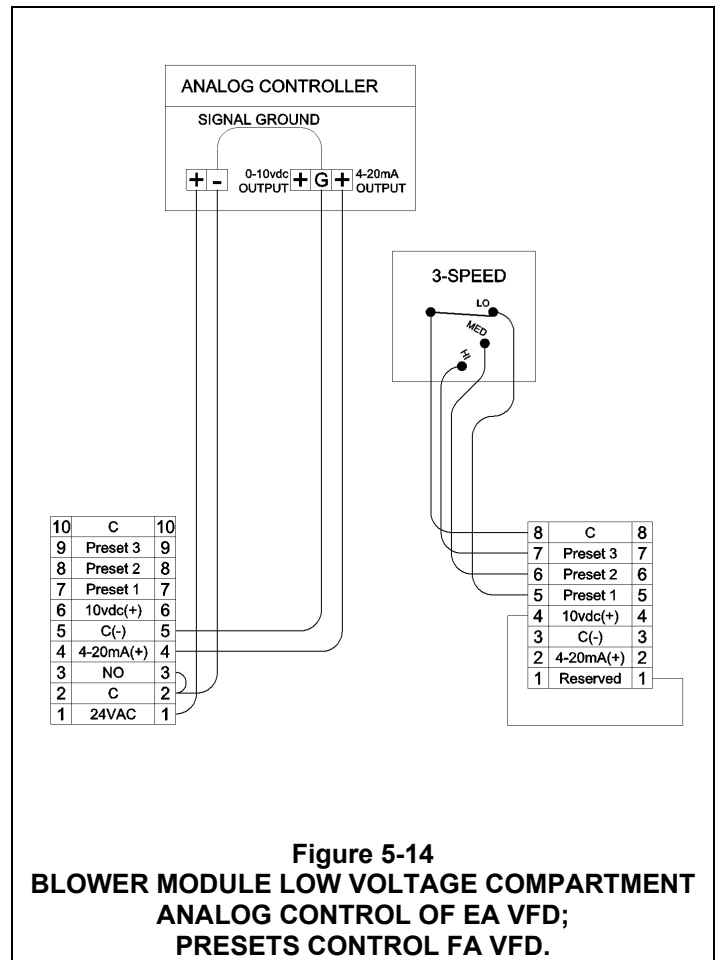 ANALOG CONTROLLER
SIGNAL GROUND
+ - 0-10vdc OUTPUT + G + 4-20mA OUTPUT
3-SPEED
LO
MED
HI
10 C 10
9 Preset 3 9
8 Preset 2 8
7 Preset 1 7
6 10vdc(+) 6
5 C(-) 5
4 4-20mA(+) 4
3 NO 3
2 C 2
1 24VAC 1
8 C 8
7 Preset 3 7
6 Preset 2 6
5 Preset 1 5
4 10vdc(+) 4
3 C(-) 3
2 4-20mA(+) 2
1 Reserved 1
Figure 5-14
BLOWER MODULE LOW VOLTAGE COMPARTMENT
ANALOG CONTROL OF EA VFD;
PRESETS CONTROL FA VFD.